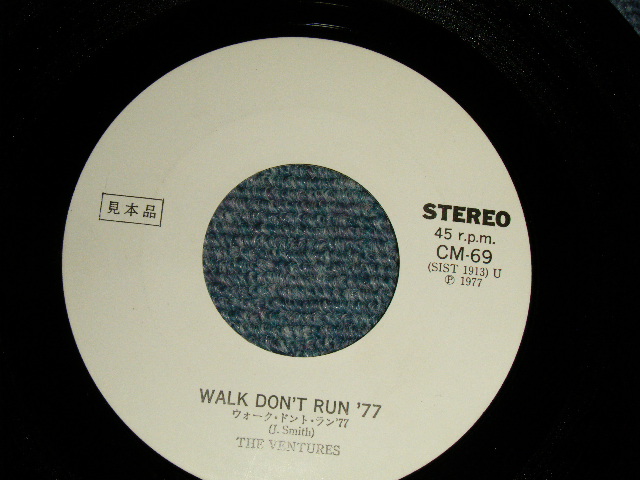 見本品
STEREO
45 r.p.m.
CM-69
(SIST 1913) U
℗ 1977
WALK DON'T RUN '77
ウォーク・ドント・ラン'77
(J. Smith)
THE VENTURES